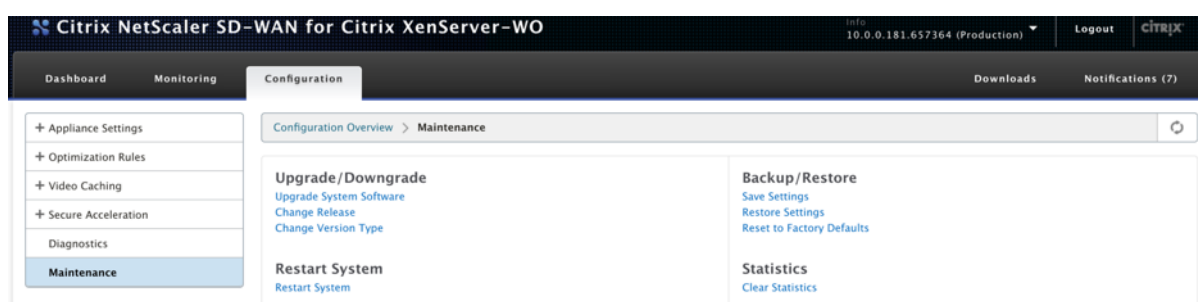 Citrix NetScaler SD-WAN for Citrix XenServer-WO
Info
10.0.0.181.657364 (Production)
Logout
CITRIX
Dashboard
Monitoring
Configuration
Downloads
Notifications (7)
+ Appliance Settings
+ Optimization Rules
+ Video Caching
+ Secure Acceleration
Diagnostics
Maintenance
Configuration Overview > Maintenance
Upgrade/Downgrade
Upgrade System Software
Change Release
Change Version Type
Restart System
Restart System
Backup/Restore
Save Settings
Restore Settings
Reset to Factory Defaults
Statistics
Clear Statistics